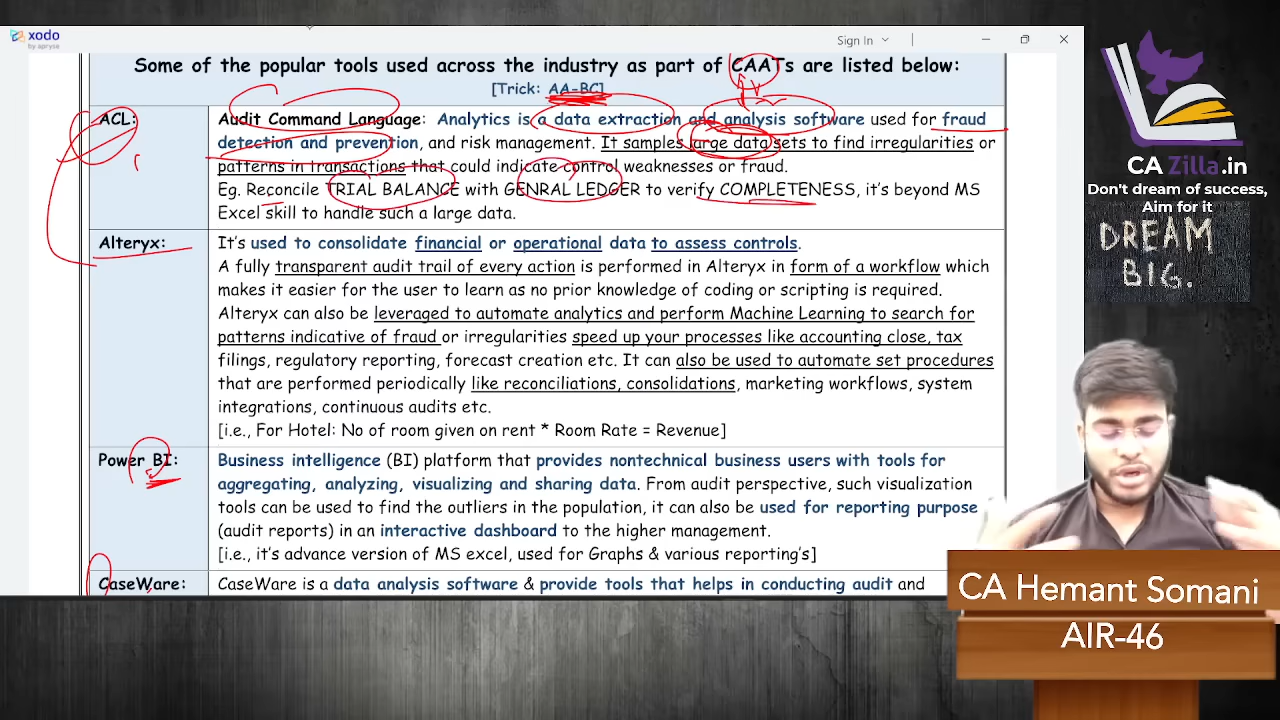 xodo
by apryse
Sign In
Some of the popular tools used across the industry as part of CAATs are listed below:
[Trick: AA-BC]
ACL:
Audit Command Language: Analytics is a data extraction and analysis software used for fraud
detection and prevention, and risk management. It samples large data sets to find irregularities or
patterns in transactions that could indicate control weaknesses or fraud.
Eg. Reconcile TRIAL BALANCE with GENRAL LEDGER to verify COMPLETENESS, it's beyond MS
Excel skill to handle such a large data.
Alteryx:
It's used to consolidate financial or operational data to assess controls.
A fully transparent audit trail of every action is performed in Alteryx in form of a workflow which
makes it easier for the user to learn as no prior knowledge of coding or scripting is required.
Alteryx can also be leveraged to automate analytics and perform Machine Learning to search for
patterns indicative of fraud or irregularities speed up your processes like accounting close, tax
filings, regulatory reporting, forecast creation etc. It can also be used to automate set procedures
that are performed periodically like reconciliations, consolidations, marketing workflows, system
integrations, continuous audits etc.
[i.e., For Hotel: No of room given on rent * Room Rate = Revenue]
Power BI:
Business intelligence (BI) platform that provides nontechnical business users with tools for
aggregating, analyzing, visualizing and sharing data. From audit perspective, such visualization
tools can be used to find the outliers in the population, it can also be used for reporting purpose
(audit reports) in an interactive dashboard to the higher management.
[i.e., it's advance version of MS excel, used for Graphs & various reporting's]
CaseWare:
CaseWare is a data analysis software & provide tools that helps in conducting audit and
CA Zilla.in
Don't dream of success,
Aim for it
DREAM
BIG.
CA Hemant Somani
AIR-46